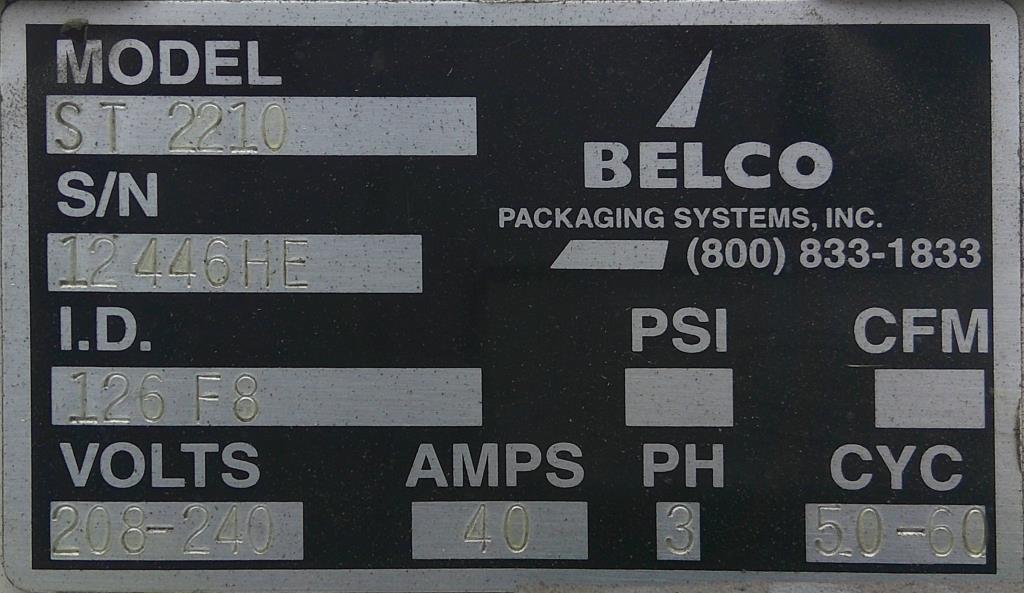 MODEL
ST 2210
S/N
12446HE
I.D.
126 F8
VOLTS AMPS PH CYC
208-240 40 3 50-60
BELCO
PACKAGING SYSTEMS, INC.
(800) 833-1833
PSI CFM